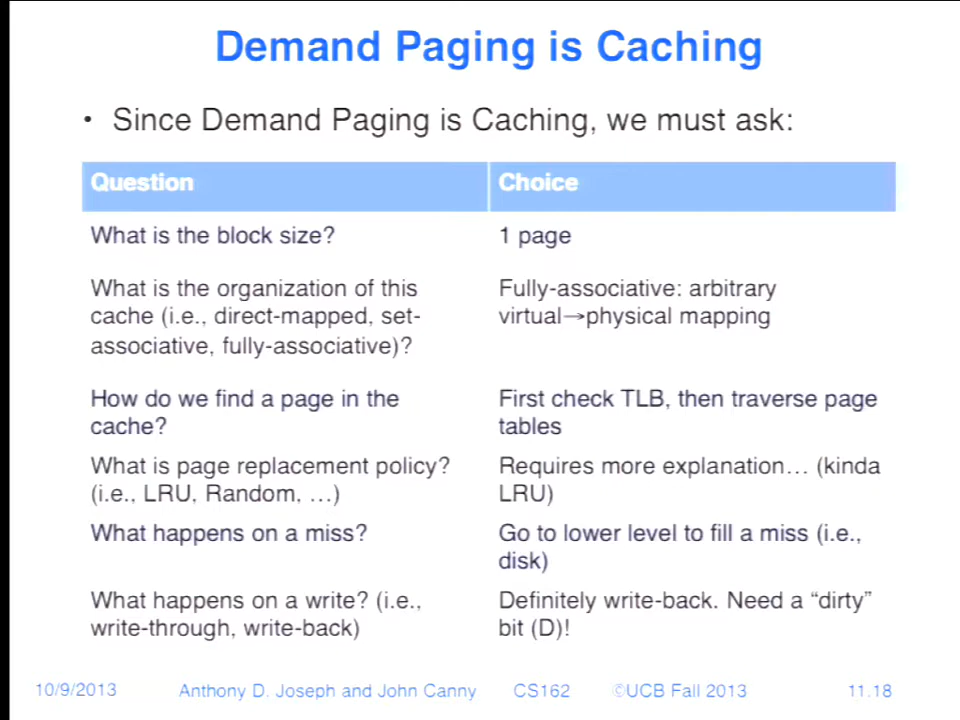 Demand Paging is Caching
• Since Demand Paging is Caching, we must ask:
Question
Choice
What is the block size?
1 page
What is the organization of this
cache (i.e., direct-mapped, set-
associative, fully-associative)?
Fully-associative: arbitrary
virtual→physical mapping
How do we find a page in the
cache?
First check TLB, then traverse page
tables
What is page replacement policy?
(i.e., LRU, Random, …)
Requires more explanation… (kinda
LRU)
What happens on a miss?
Go to lower level to fill a miss (i.e.,
disk)
What happens on a write? (i.e.,
write-through, write-back)
Definitely write-back. Need a “dirty”
bit (D)!
10/9/2013
Anthony D. Joseph and John Canny
CS162
©UCB Fall 2013
11.18